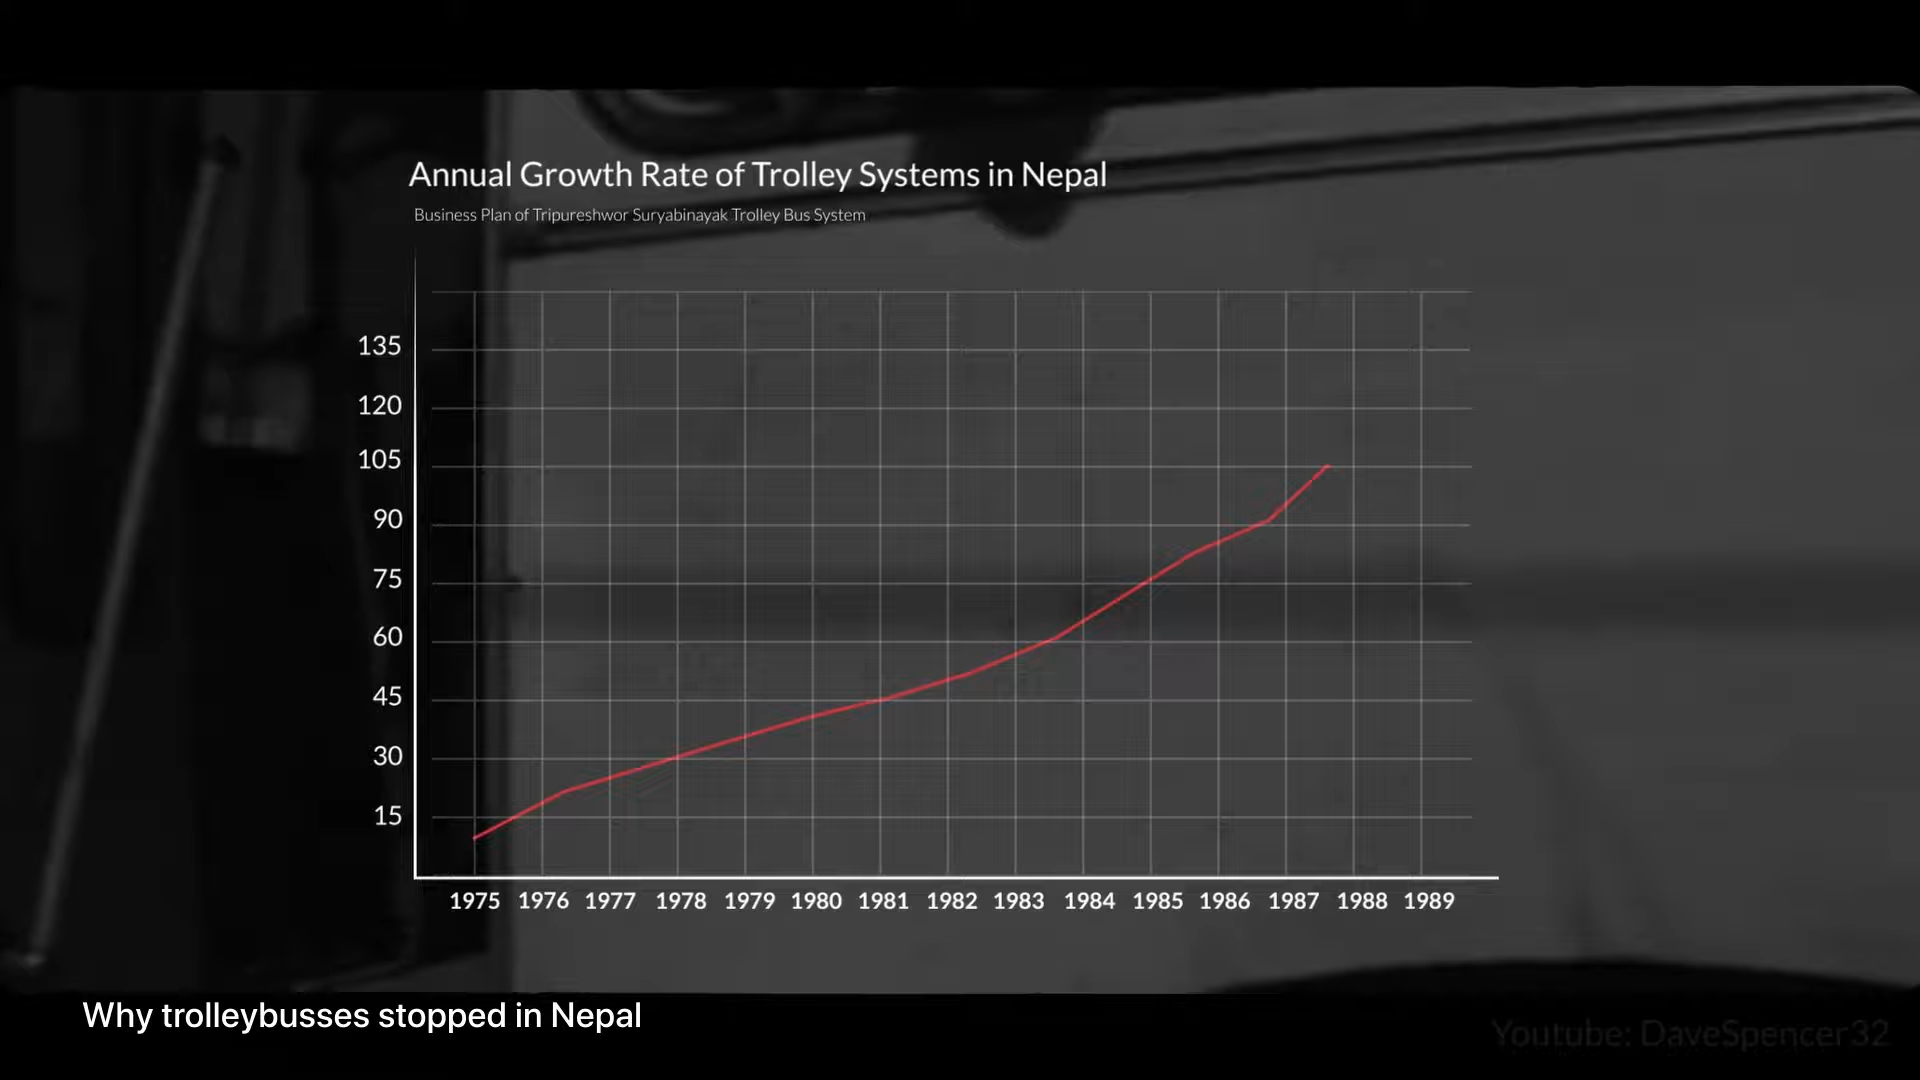 Annual Growth Rate of Trolley Systems in Nepal
Business Plan of Tripureshwor Suryabinayak Trolley Bus System
135
120
105
90
75
60
45
30
15
1975 1976 1977 1978 1979 1980 1981 1982 1983 1984 1985 1986 1987 1988 1989
Why trolleybusses stopped in Nepal
Youtube: DaveSpencer32